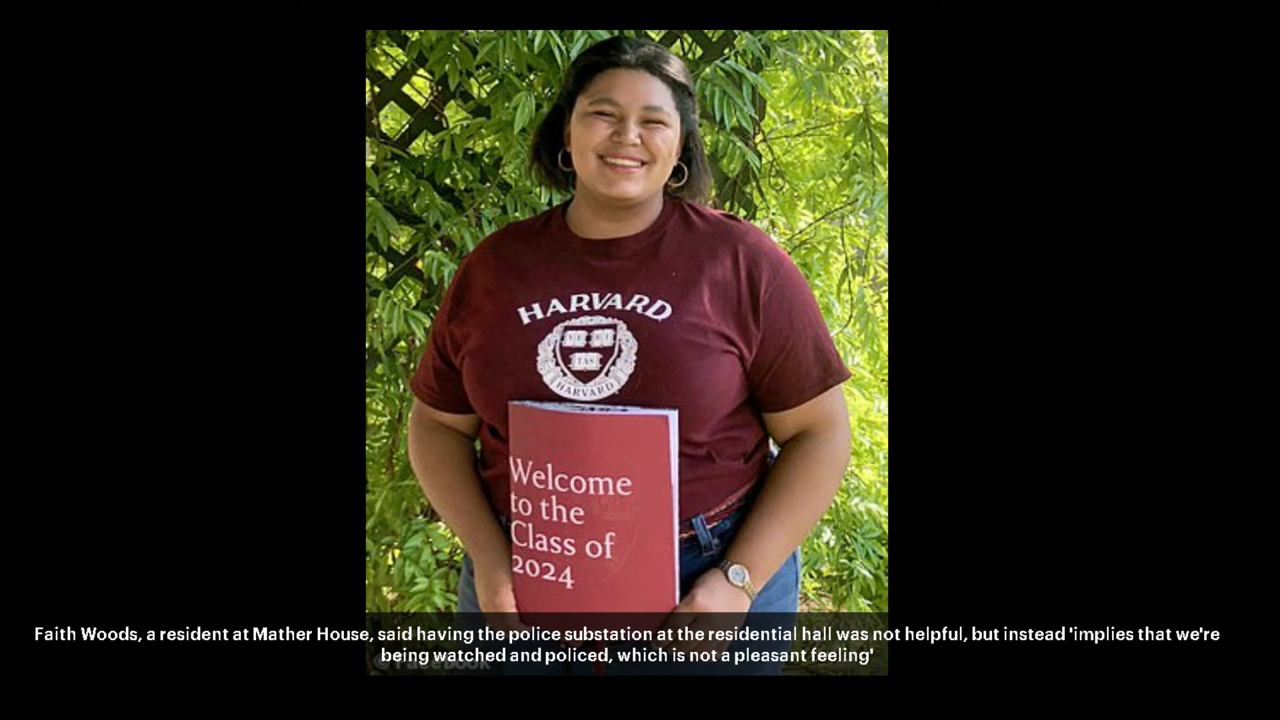 HARVARD
TAS
HARVARD
Welcome
to the
Class of
2024
Faith Woods, a resident at Mather House, said having the police substation at the residential hall was not helpful, but instead 'implies that we're
being watched and policed, which is not a pleasant feeling'